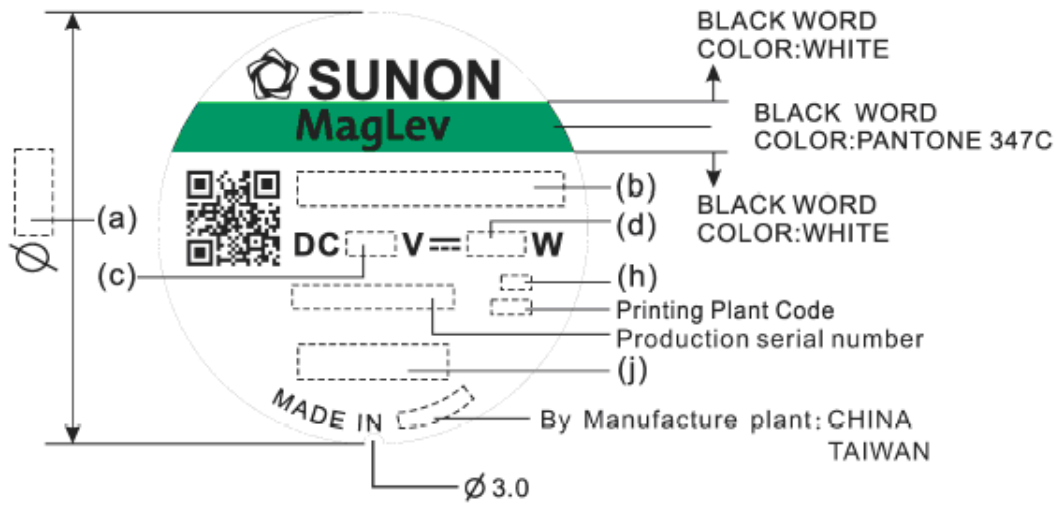 BLACK WORD
COLOR:WHITE
SUNON
MagLev
BLACK WORD
COLOR:PANTONE 347C
(a)
(b)
BLACK WORD
COLOR:WHITE
DC V W
(d)
Ø
(c)
(h)
Printing Plant Code
Production serial number
(j)
MADE IN
By Manufacture plant: CHINA
TAIWAN
Ø 3.0